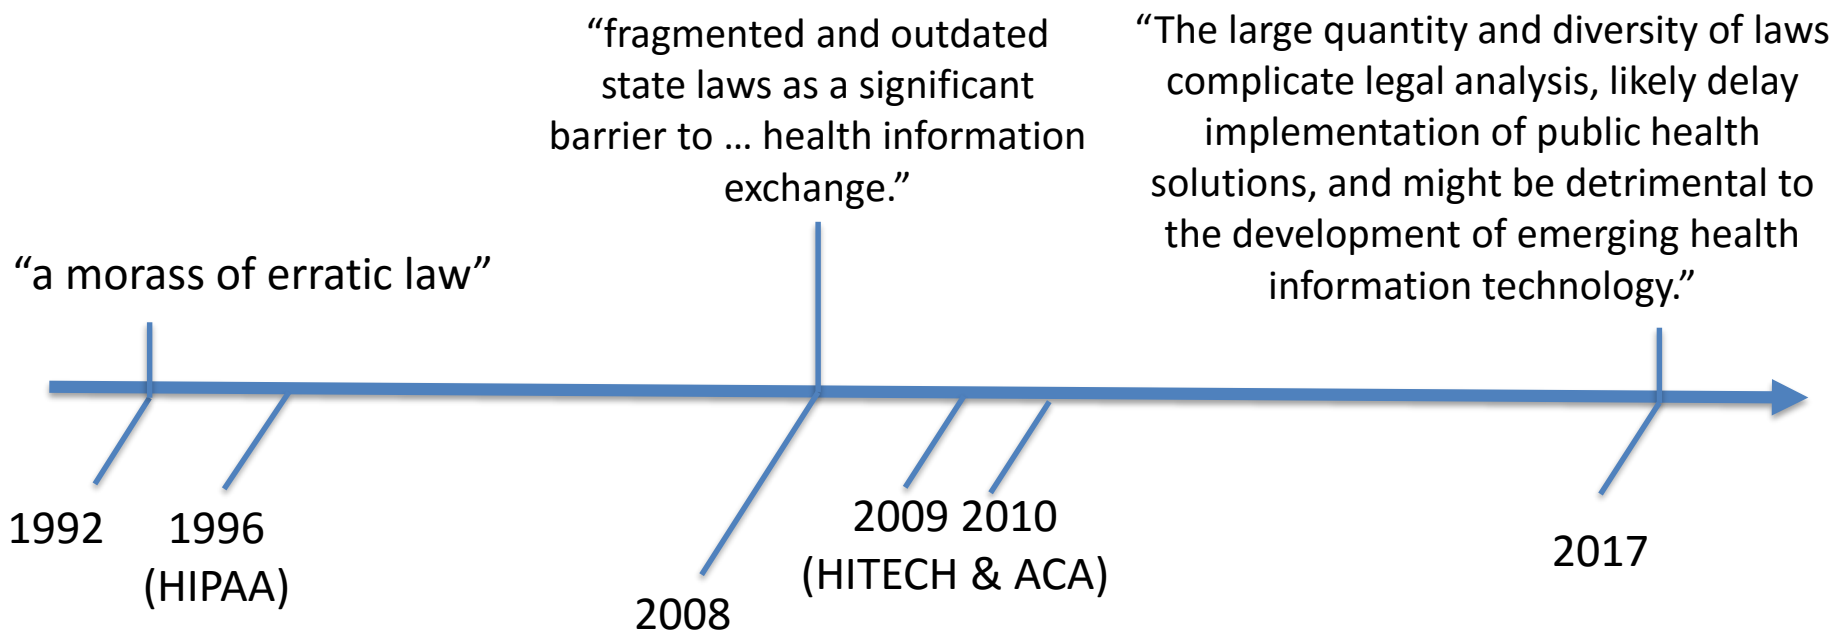 “fragmented and outdated
state laws as a significant
barrier to ... health information
exchange.”
“The large quantity and diversity of laws
complicate legal analysis, likely delay
implementation of public health
solutions, and might be detrimental to
the development of emerging health
information technology.”
“a morass of erratic law”
1992
1996
(HIPAA)
2008
2009 2010
(HITECH & ACA)
2017